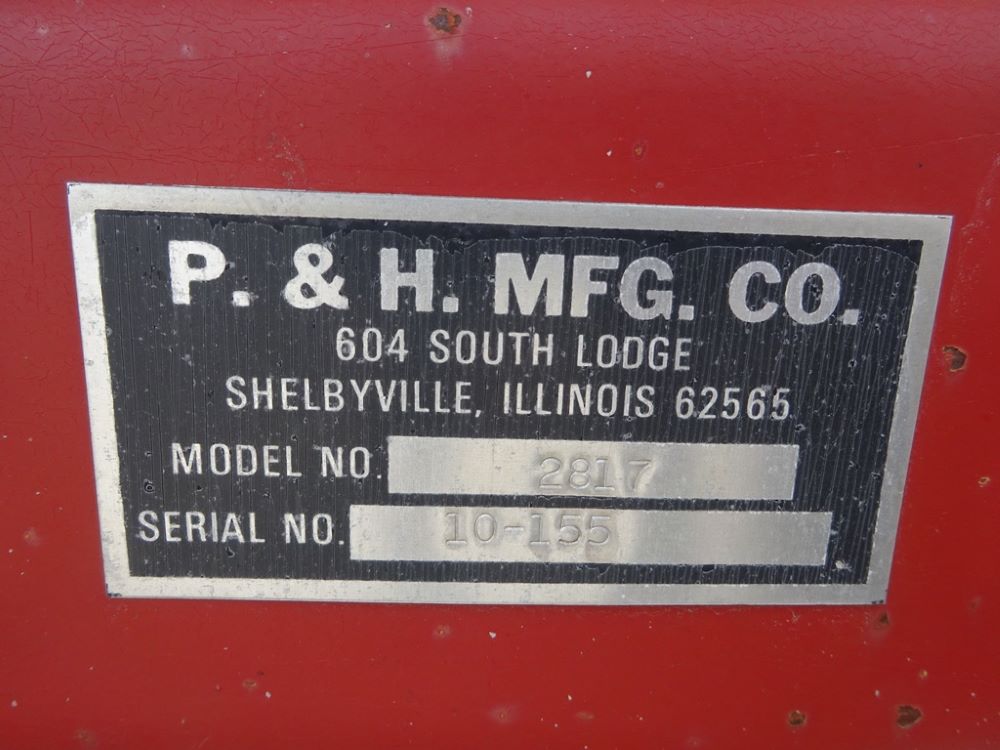 P. & H. MFG. CO.
604 SOUTH LODGE
SHELBYVILLE, ILLINOIS 62565
MODEL NO. 2817
SERIAL NO. 10-155